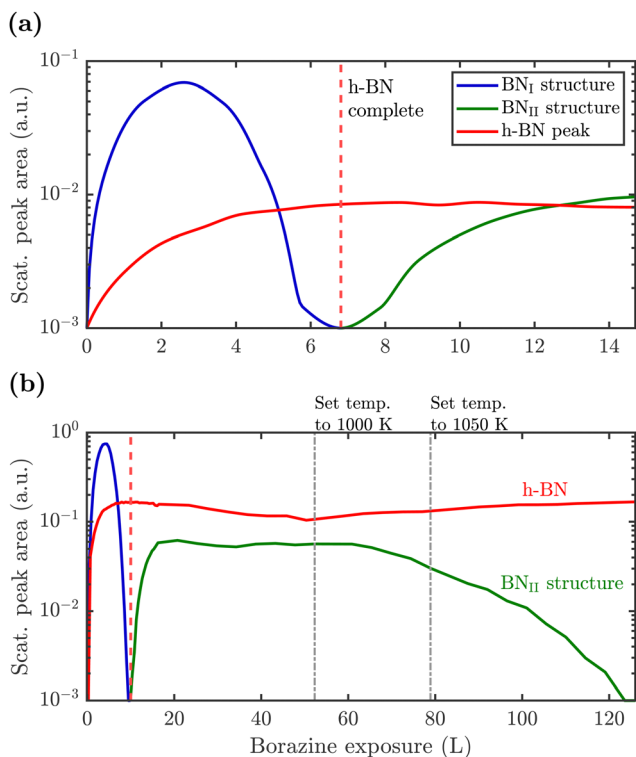 (a)
Scat. peak area (a.u.)
10⁻¹
10⁻²
10⁻³
h-BN
complete
BN_I structure
BN_II structure
h-BN peak
0 2 4 6 8 10 12 14
(b)
Set temp.
to 1000 K
Set temp.
to 1050 K
Scat. peak area (a.u.)
10⁰
10⁻¹
10⁻²
10⁻³
h-BN
BN_II structure
0 20 40 60 80 100 120
Borazine exposure (L)